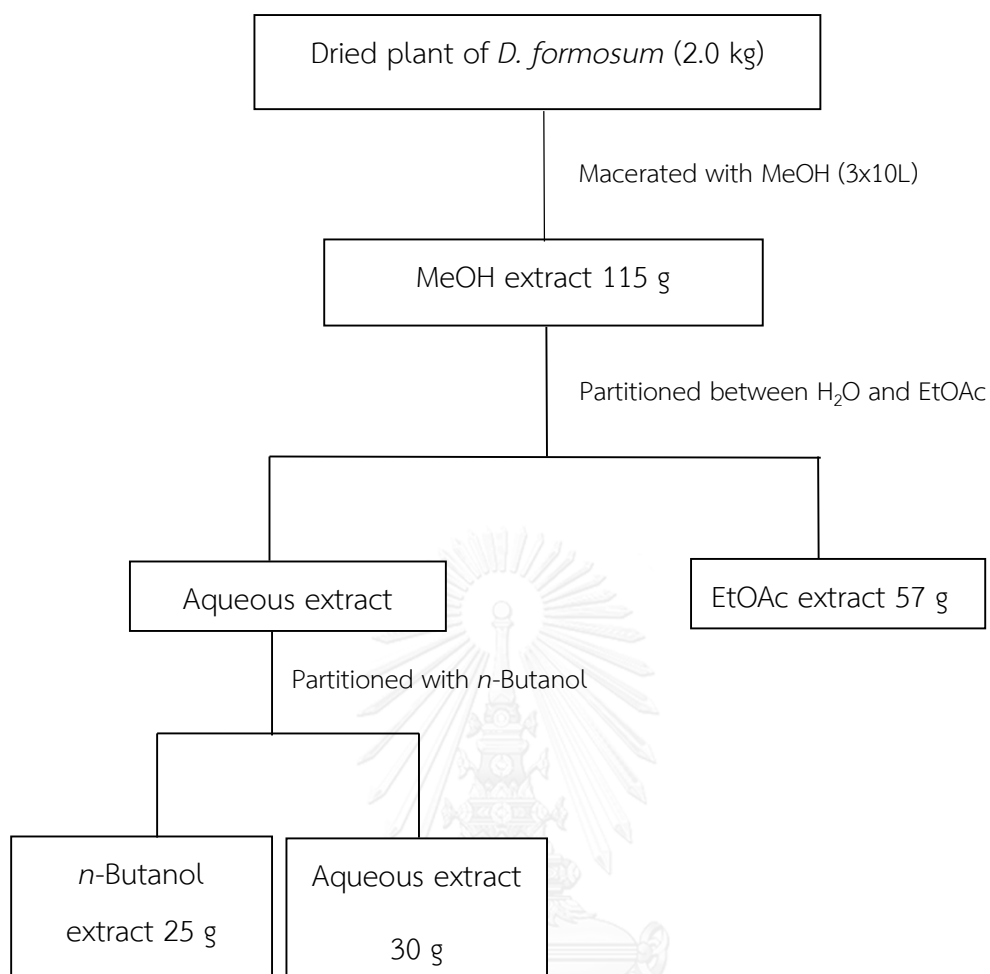 Dried plant of D. formosum (2.0 kg)
Macerated with MeOH (3x10L)
MeOH extract 115 g
Partitioned between H₂O and EtOAc
Aqueous extract
EtOAc extract 57 g
Partitioned with n-Butanol
n-Butanol
extract 25 g
Aqueous extract
30 g